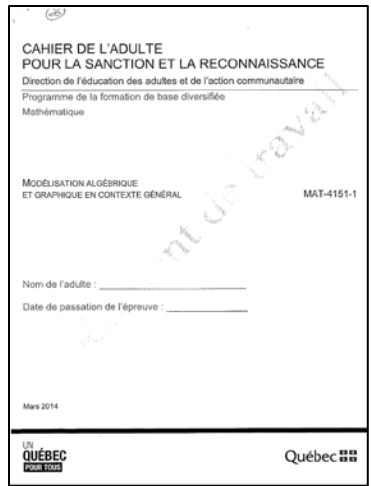 CAHIER DE L'ADULTE
POUR LA SANCTION ET LA RECONNAISSANCE
Direction de l'éducation des adultes et de l'action communautaire
Programme de la formation de base diversifiée
Mathématique
MODÉLISATION ALGÉBRIQUE
ET GRAPHIQUE EN CONTEXTE GÉNÉRAL
MAT-4151-1
de travail
Nom de l'adulte :
Date de passation de l'épreuve :
Mars 2014
UN
QUÉBEC
POUR TOUS
Québec